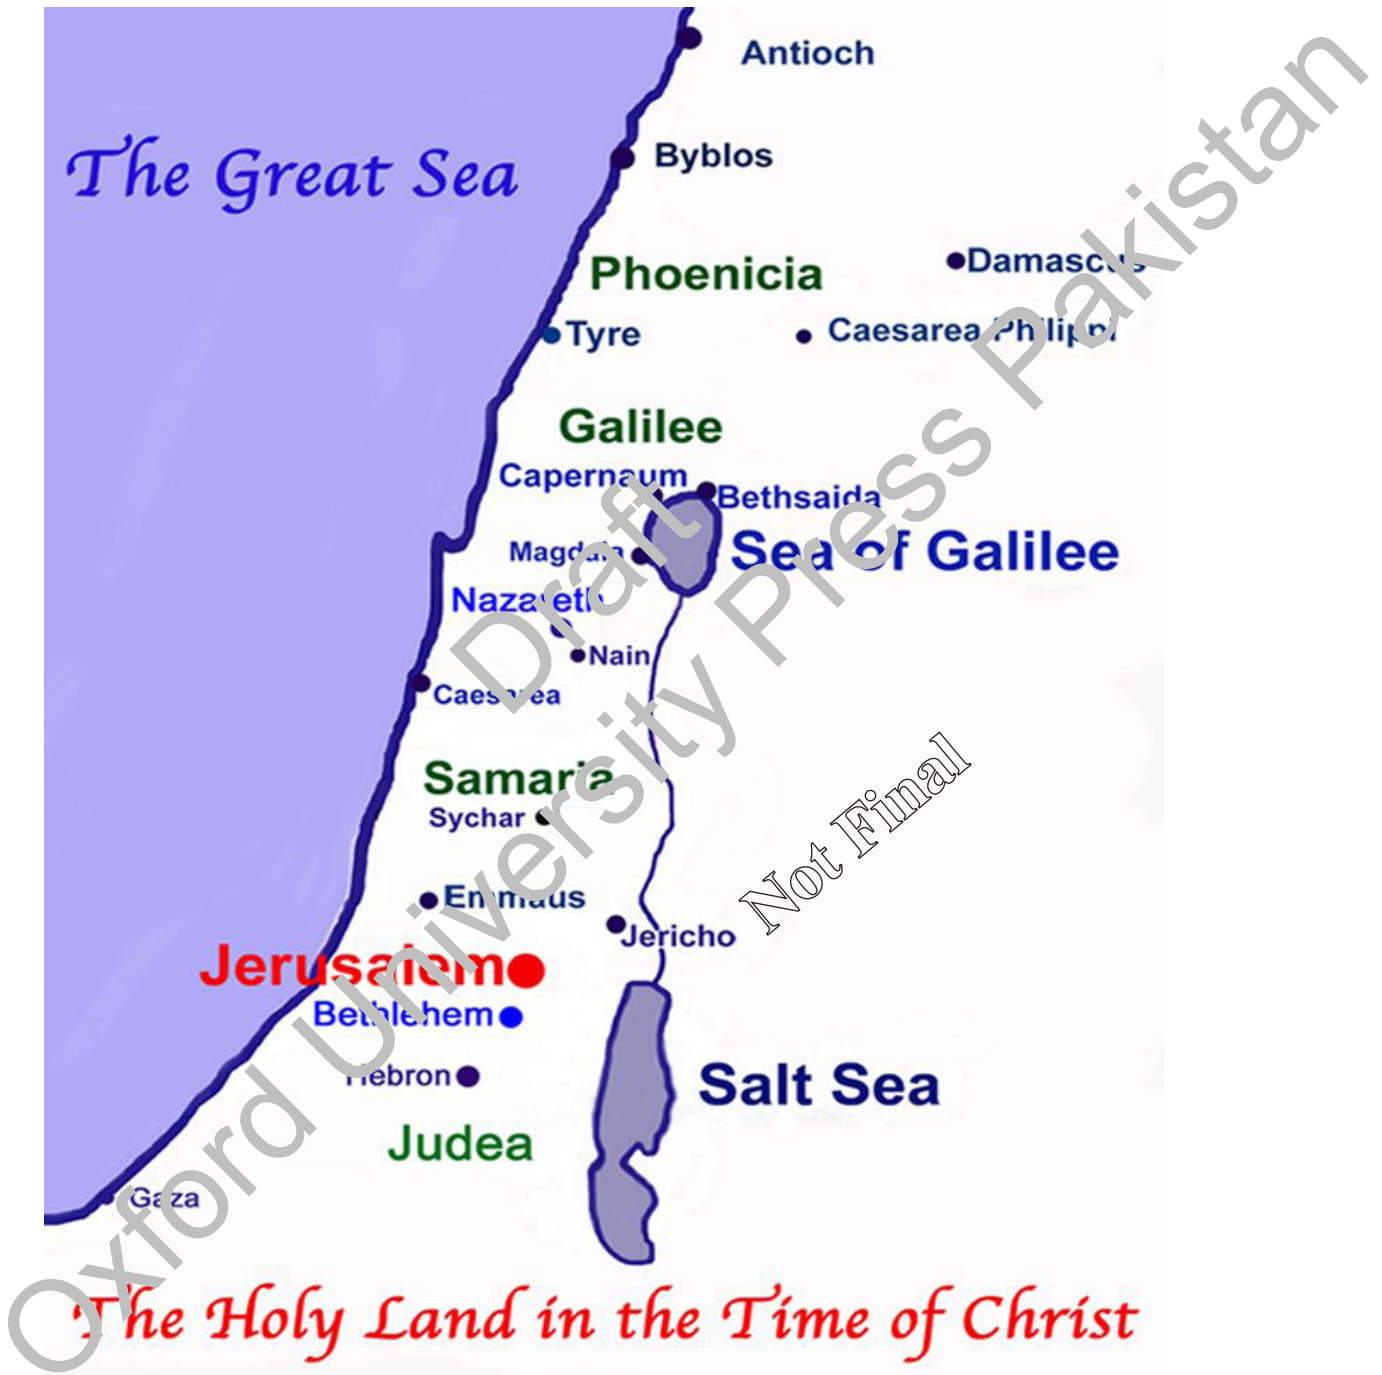 Antioch
The Great Sea
Byblos
Damascus
Phoenicia
Tyre
Caesarea Philippi
Galilee
Capernaum
Bethsaida
Magdala
Sea of Galilee
Nazareth
Nain
Caesarea
Samaria
Sychar
Emmaus
Jericho
Jerusalem
Bethlehem
Hebron
Salt Sea
Judea
Gaza
The Holy Land in the Time of Christ
Draft
Oxford University Press Pakistan
Not Final